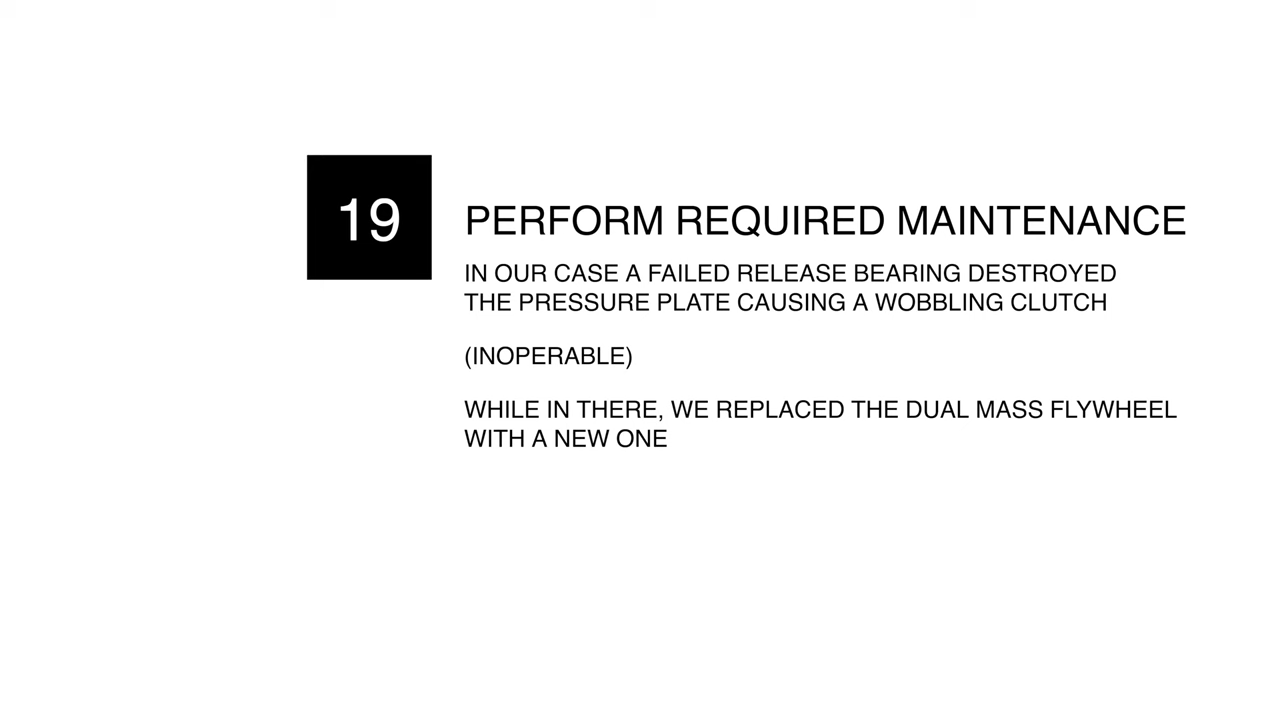 19
PERFORM REQUIRED MAINTENANCE
IN OUR CASE A FAILED RELEASE BEARING DESTROYED
THE PRESSURE PLATE CAUSING A WOBBLING CLUTCH
(INOPERABLE)
WHILE IN THERE, WE REPLACED THE DUAL MASS FLYWHEEL
WITH A NEW ONE